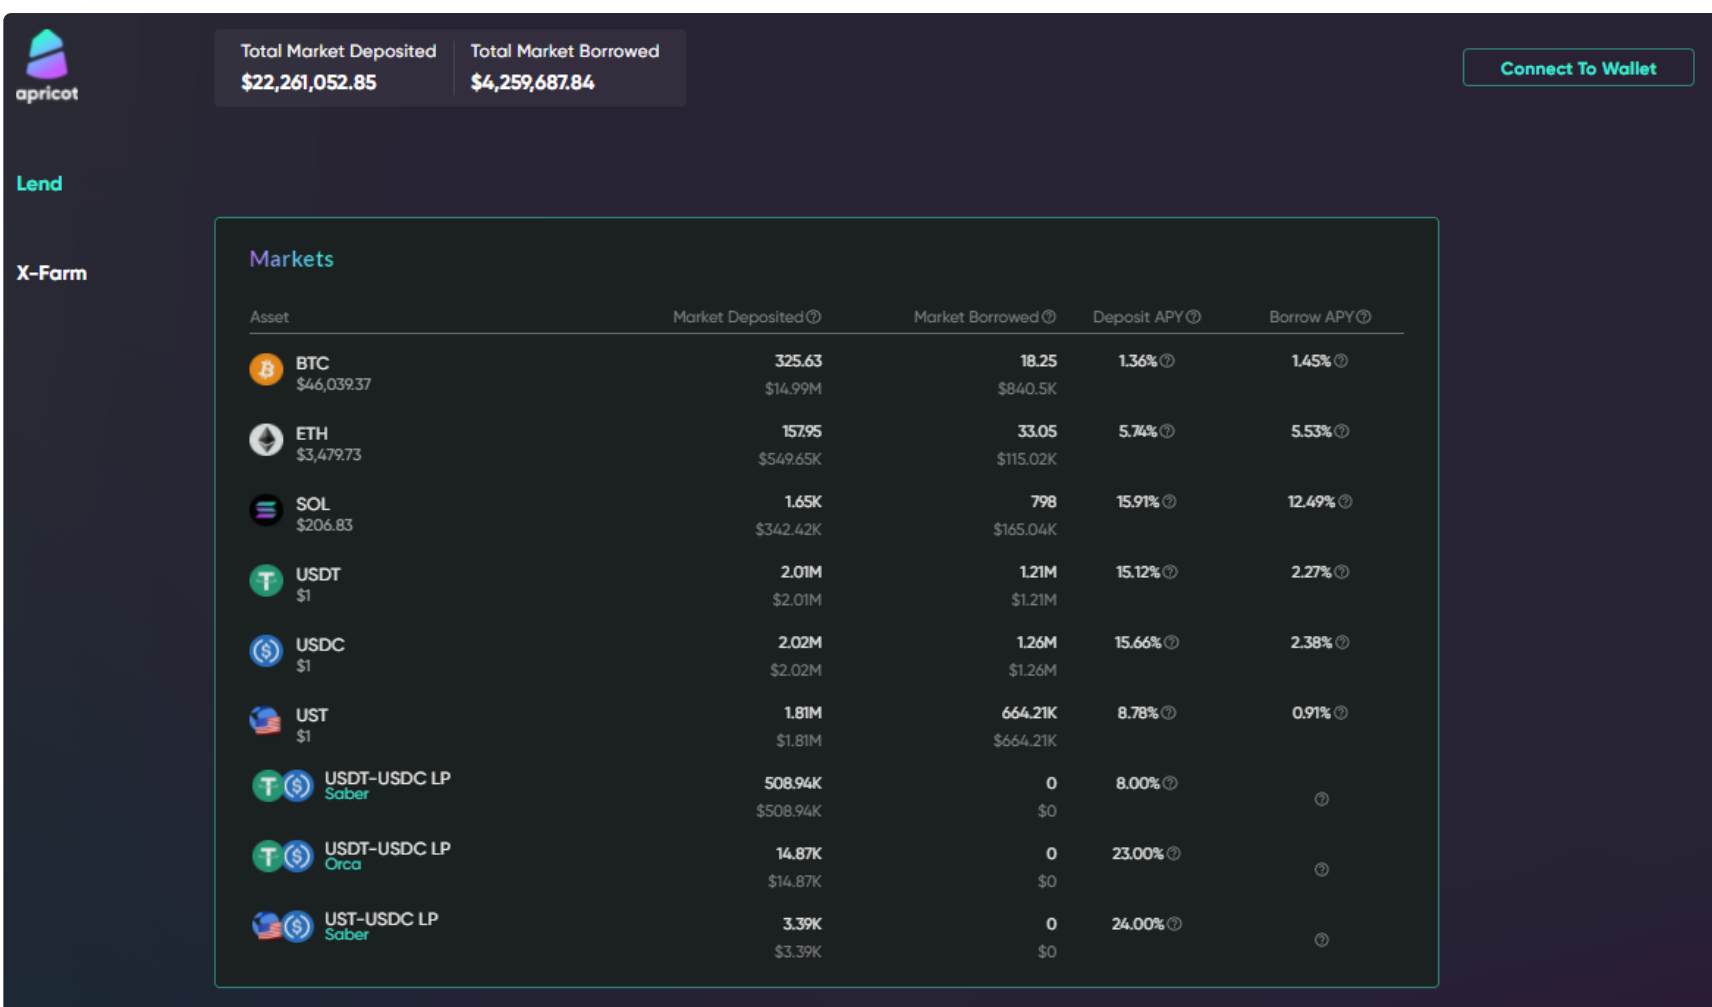 apricot
Total Market Deposited Total Market Borrowed
$22,261,052.85 $4,259,687.84
Connect To Wallet
Lend
X-Farm
Markets
Asset Market Deposited Market Borrowed Deposit APY Borrow APY
BTC 325.63 18.25 1.36% 1.45%
$46,039.37 $14.99M $840.5K
ETH 157.95 33.05 5.74% 5.53%
$3,479.73 $549.65K $115.02K
SOL 1.65K 798 15.91% 12.49%
$206.83 $342.42K $165.04K
USDT 2.01M 1.21M 15.12% 2.27%
$1 $2.01M $1.21M
USDC 2.02M 1.26M 15.66% 2.38%
$1 $2.02M $1.26M
UST 1.81M 664.21K 8.78% 0.91%
$1 $1.81M $664.21K
USDT-USDC LP 508.94K 0 8.00%
Saber $508.94K $0
USDT-USDC LP 14.87K 0 23.00%
Orca $14.87K $0
UST-USDC LP 3.39K 0 24.00%
Saber $3.39K $0